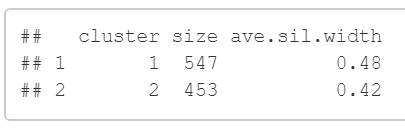 ##   cluster size ave.sil.width
## 1       1  547          0.48
## 2       2  453          0.42